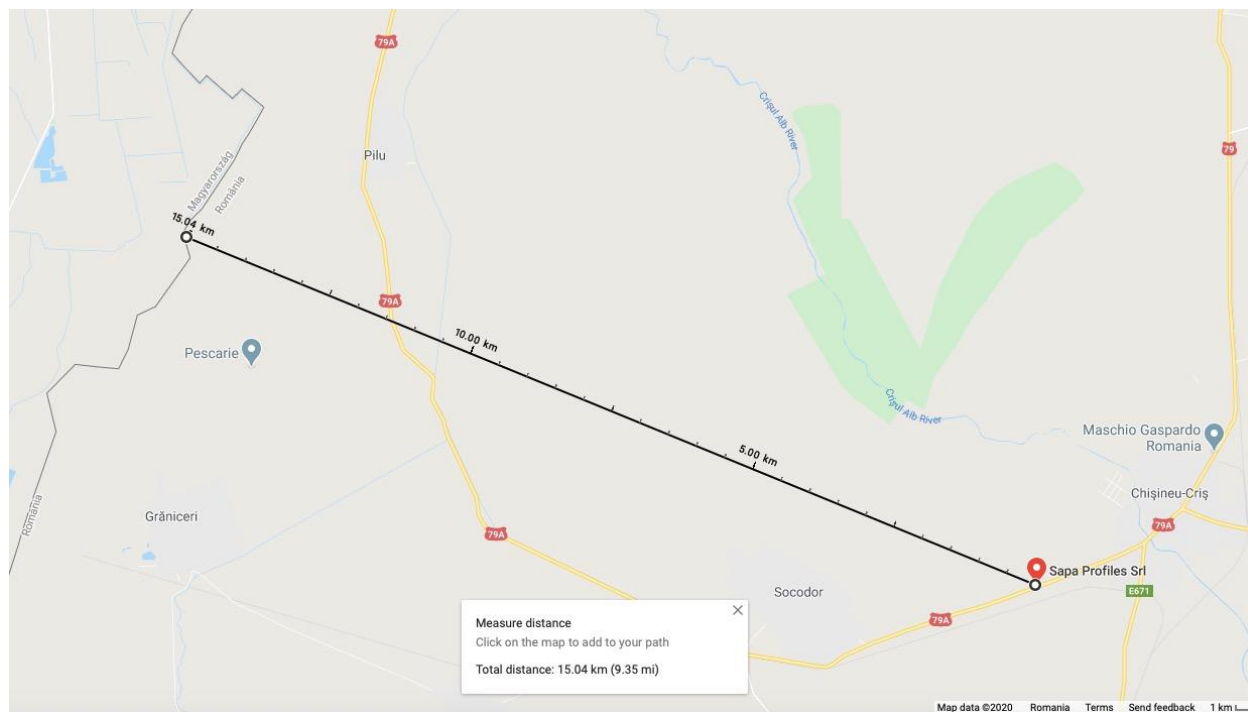 79A
Crișul Alb River
79
Pilu
Magyarország
România
15.04 km
79A
10.00 km
Pescarie
Crișul Alb River
Maschio Gaspardo
Romania
5.00 km
Chișineu-Criș
România
Grăniceri
79A
79A
Sapa Profiles Srl
Socodor
E671
79A
Measure distance
Click on the map to add to your path
Total distance: 15.04 km (9.35 mi)
Map data ©2020 Romania Terms Send feedback 1 km